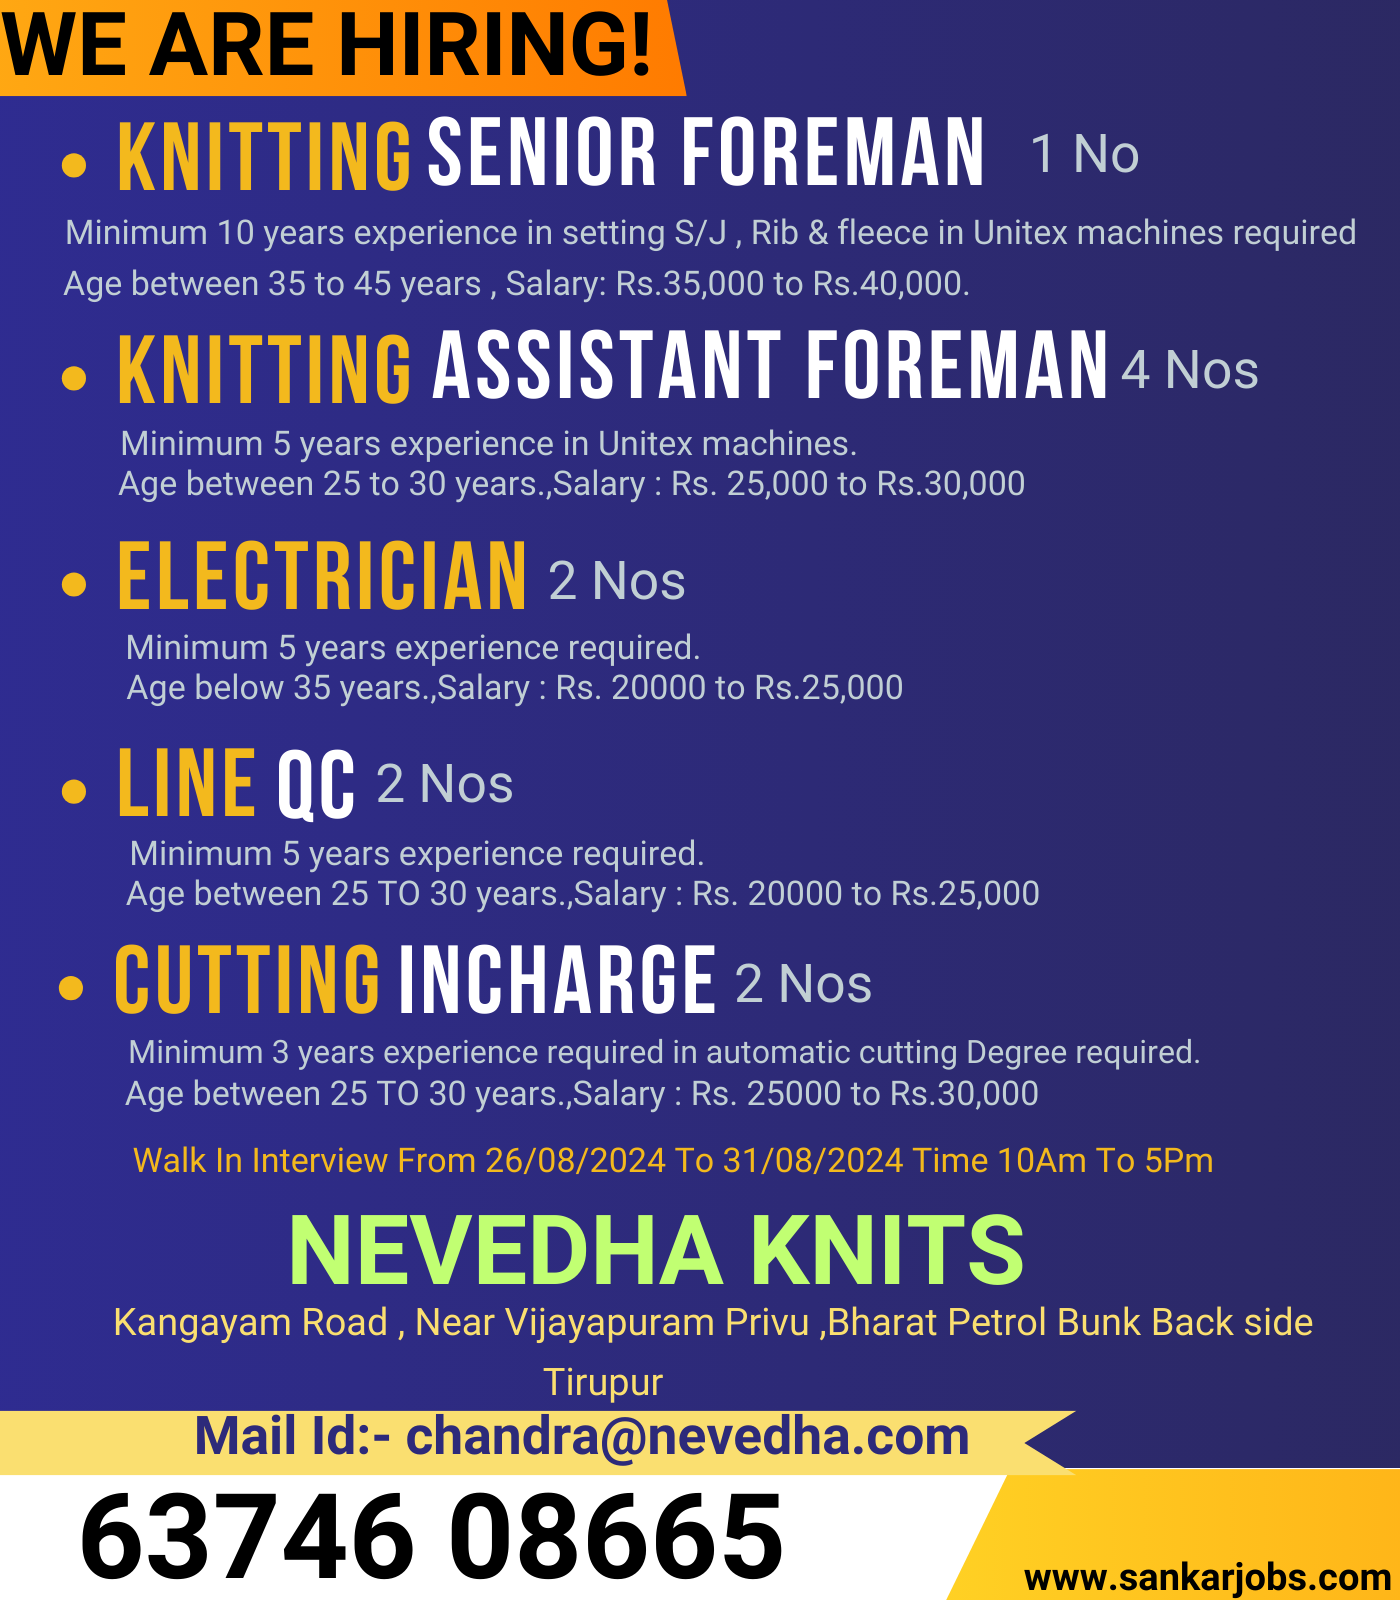 WE ARE HIRING!
KNITTING SENIOR FOREMAN 1 No
Minimum 10 years experience in setting S/J , Rib & fleece in Unitex machines required
Age between 35 to 45 years , Salary: Rs.35,000 to Rs.40,000.
KNITTING ASSISTANT FOREMAN 4 Nos
Minimum 5 years experience in Unitex machines.
Age between 25 to 30 years.,Salary : Rs. 25,000 to Rs.30,000
ELECTRICIAN 2 Nos
Minimum 5 years experience required.
Age below 35 years.,Salary : Rs. 20000 to Rs.25,000
LINE QC 2 Nos
Minimum 5 years experience required.
Age between 25 TO 30 years.,Salary : Rs. 20000 to Rs.25,000
CUTTING INCHARGE 2 Nos
Minimum 3 years experience required in automatic cutting Degree required.
Age between 25 TO 30 years.,Salary : Rs. 25000 to Rs.30,000
Walk In Interview From 26/08/2024 To 31/08/2024 Time 10Am To 5Pm
NEVEDHA KNITS
Kangayam Road , Near Vijayapuram Privu ,Bharat Petrol Bunk Back side
Tirupur
Mail Id:- chandra@nevedha.com
63746 08665
www.sankarjobs.com